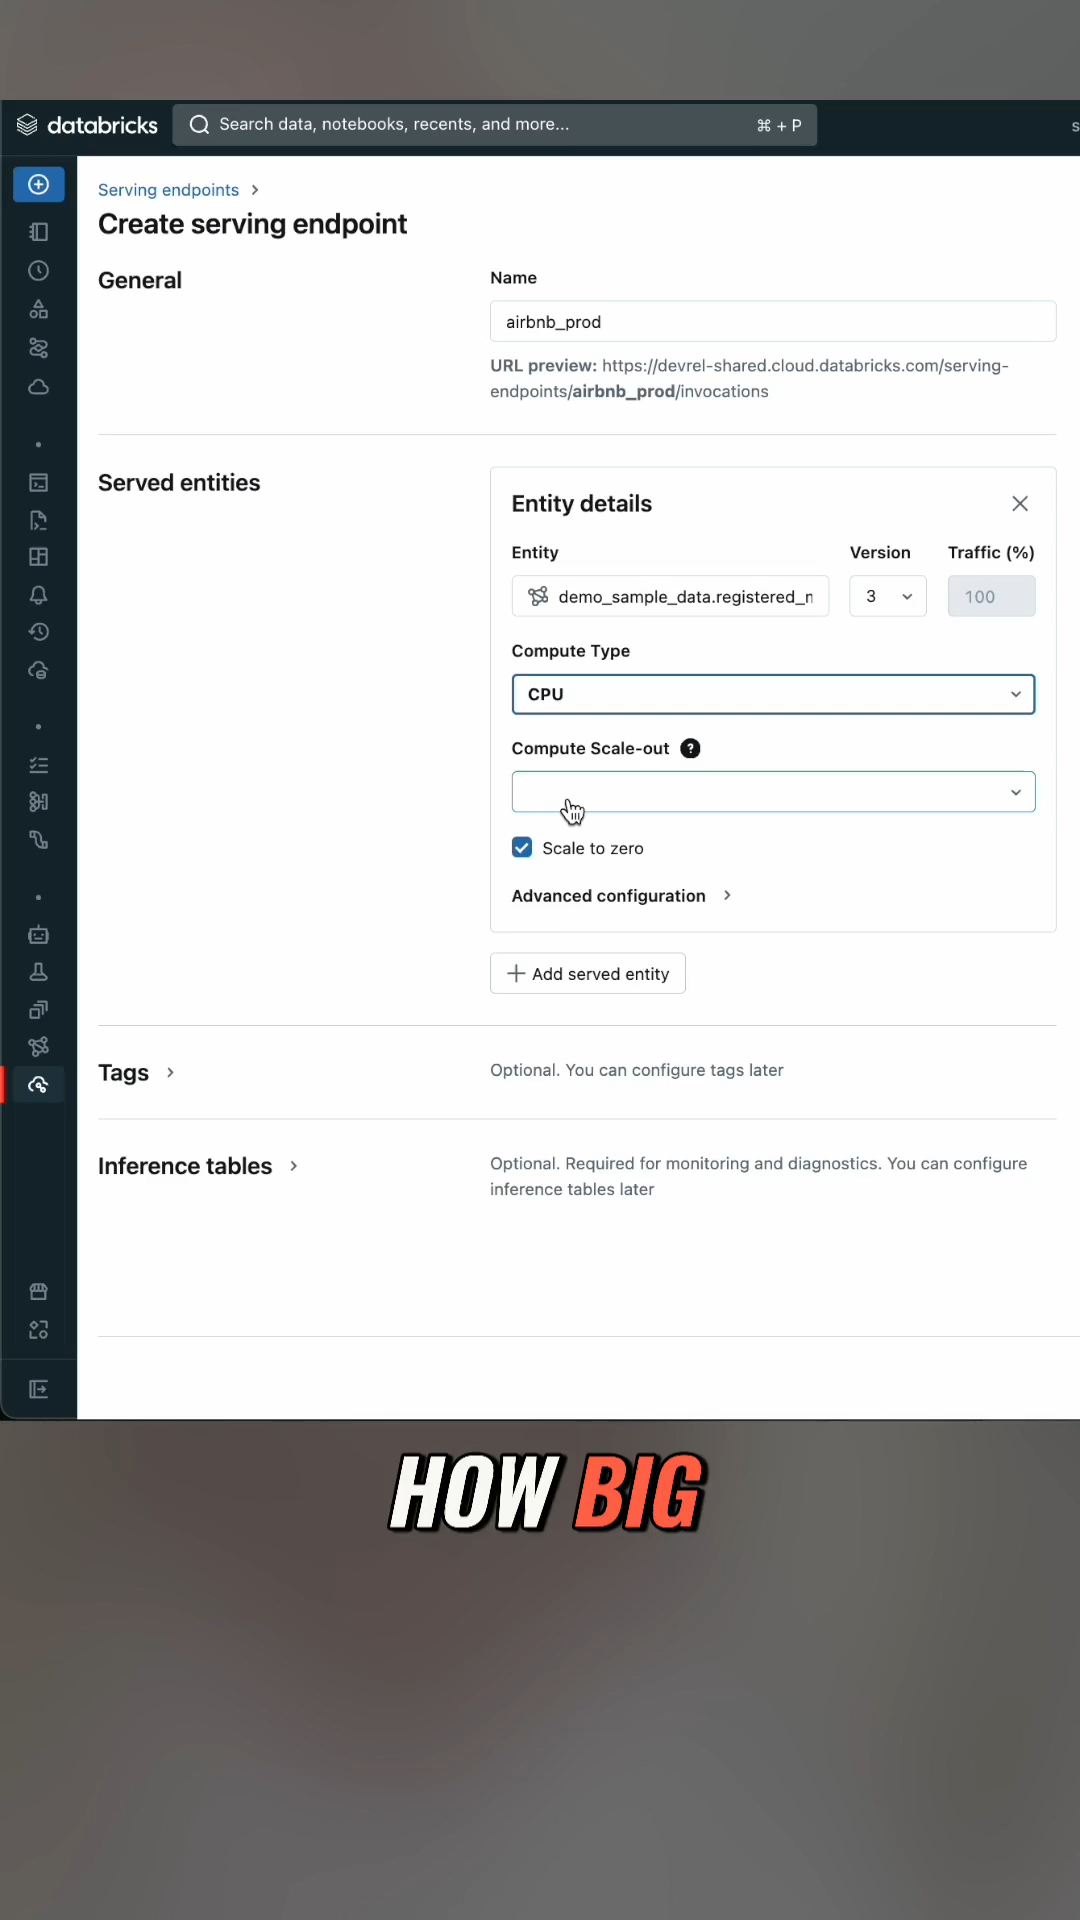 databricks
Search data, notebooks, recents, and more...
⌘ + P
s
Serving endpoints
Create serving endpoint
General
Name
airbnb_prod
URL preview: https://devrel-shared.cloud.databricks.com/serving-
endpoints/airbnb_prod/invocations
Served entities
Entity details
Entity
Version
Traffic (%)
demo_sample_data.registered_n
3
100
Compute Type
CPU
Compute Scale-out ?
Scale to zero
Advanced configuration
+ Add served entity
Tags
Optional. You can configure tags later
Inference tables
Optional. Required for monitoring and diagnostics. You can configure
inference tables later
HOW BIG